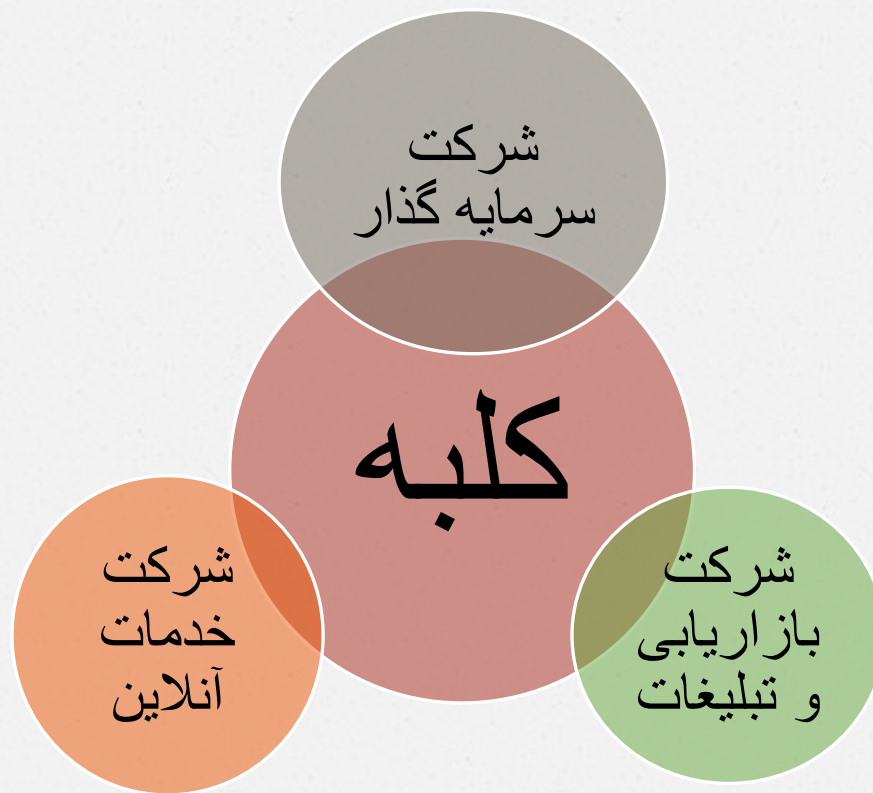 شرکت
سرمایه گذار
کلبه
شرکت
بازاریابی
و تبلیغات
شرکت
خدمات
آنلاین